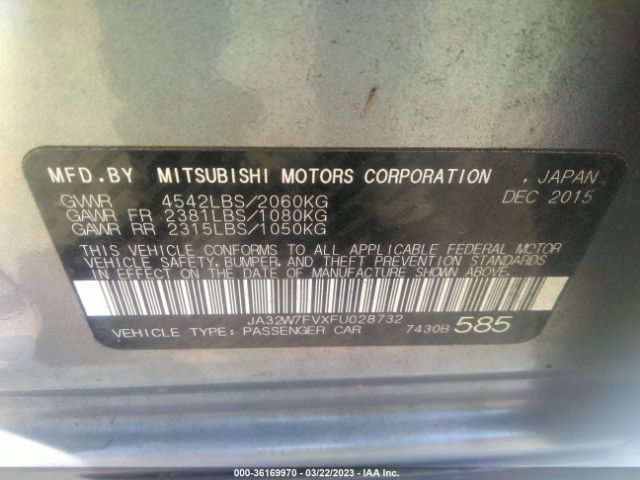 MFD.BY MITSUBISHI MOTORS CORPORATION , JAPAN
GVWR 4542LBS/2060KG DEC 2015
GAWR FR 2381LBS/1080KG
GAWR RR 2315LBS/1050KG
THIS VEHICLE CONFORMS TO ALL APPLICABLE FEDERAL MOTOR
VEHICLE SAFETY,BUMPER,AND THEFT PREVENTION STANDARDS
IN EFFECT ON THE DATE OF MANUFACTURE SHOWN ABOVE.
JA32W7FVXFU028732
VEHICLE TYPE: PASSENGER CAR 7430B 585
000-36169970 - 03/22/2023 - IAA Inc.